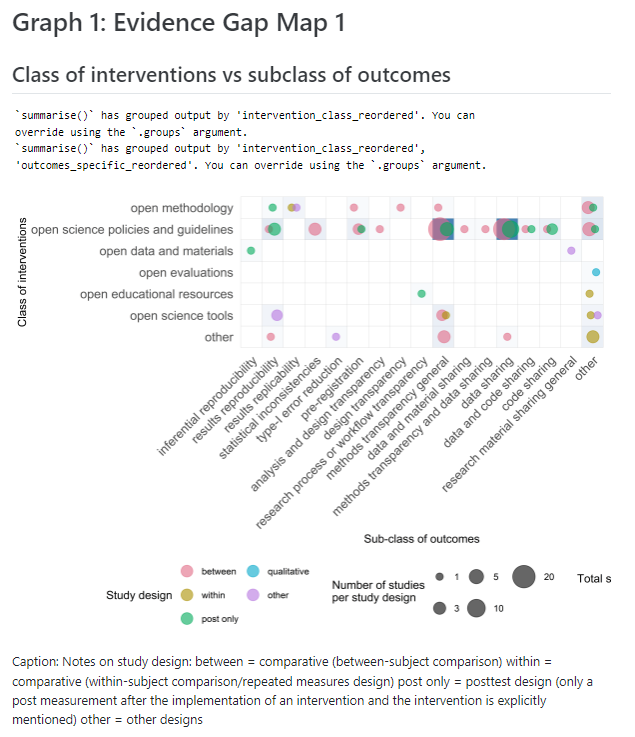 Graph 1: Evidence Gap Map 1
Class of interventions vs subclass of outcomes
`summarise()` has grouped output by 'intervention_class_reordered'. You can
override using the `.groups` argument.
`summarise()` has grouped output by 'intervention_class_reordered',
'outcomes_specific_reordered'. You can override using the `.groups` argument.
Class of interventions
open methodology
open science policies and guidelines
open data and materials
open evaluations
open educational resources
open science tools
other
inferential reproducibility
results reproducibility
results replicability
statistical inconsistencies
type-I error reduction
pre-registration
analysis and design transparency
design transparency
research process or workflow transparency
methods transparency general
data and material sharing
methods transparency and data sharing
data sharing
data and code sharing
code sharing
research material sharing general
other
Sub-class of outcomes
Study design
between
within
post only
qualitative
other
Number of studies
per study design
1
3
5
10
20
Total s
Caption: Notes on study design: between = comparative (between-subject comparison) within =
comparative (within-subject comparison/repeated measures design) post only = posttest design (only a
post measurement after the implementation of an intervention and the intervention is explicitly
mentioned) other = other designs